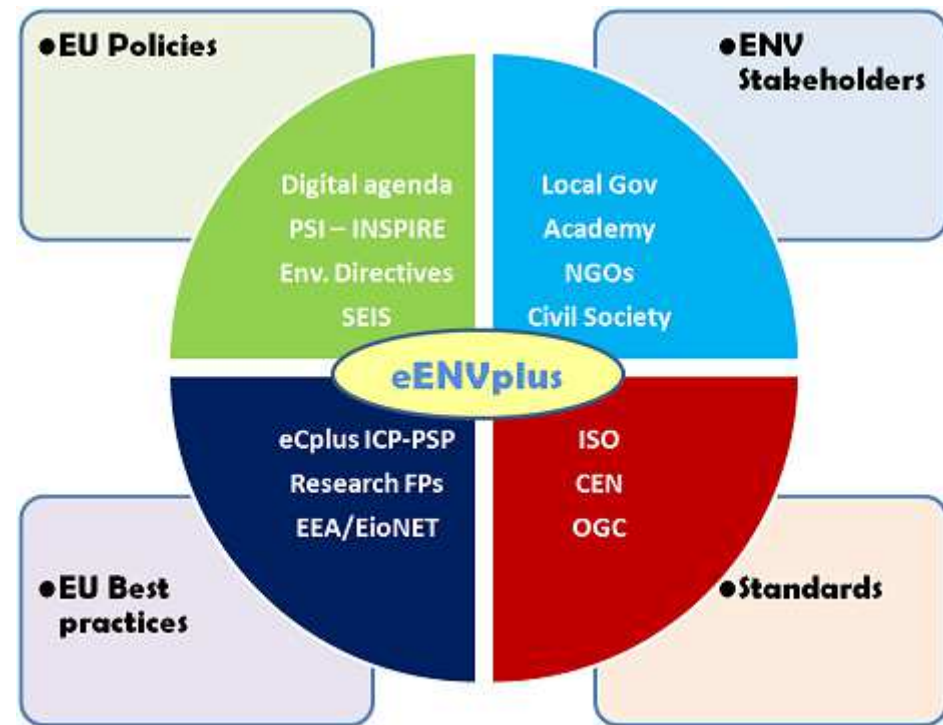 ●EU Policies
●ENV
Stakeholders
Digital agenda
PSI – INSPIRE
Env. Directives
SEIS
Local Gov
Academy
NGOs
Civil Society
eENVplus
eCplus ICP-PSP
Research FPs
EEA/EioNET
ISO
CEN
OGC
●EU Best
practices
●Standards